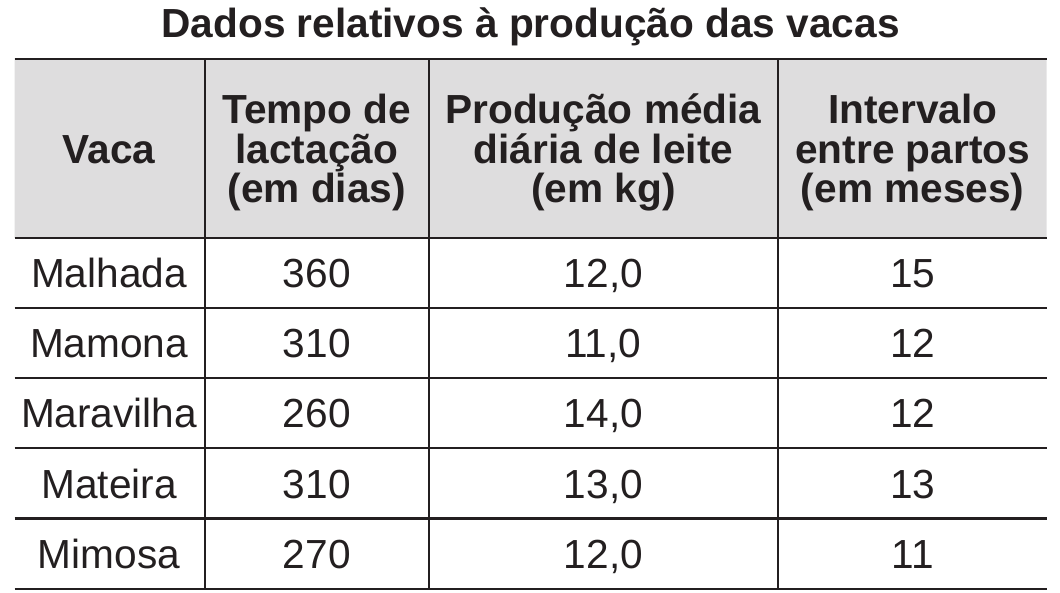 Dados relativos à produção das vacas
Vaca
Tempo de
lactação
(em dias)
Produção média
diária de leite
(em kg)
Intervalo
entre partos
(em meses)
Malhada 360 12,0 15
Mamona 310 11,0 12
Maravilha 260 14,0 12
Mateira 310 13,0 13
Mimosa 270 12,0 11